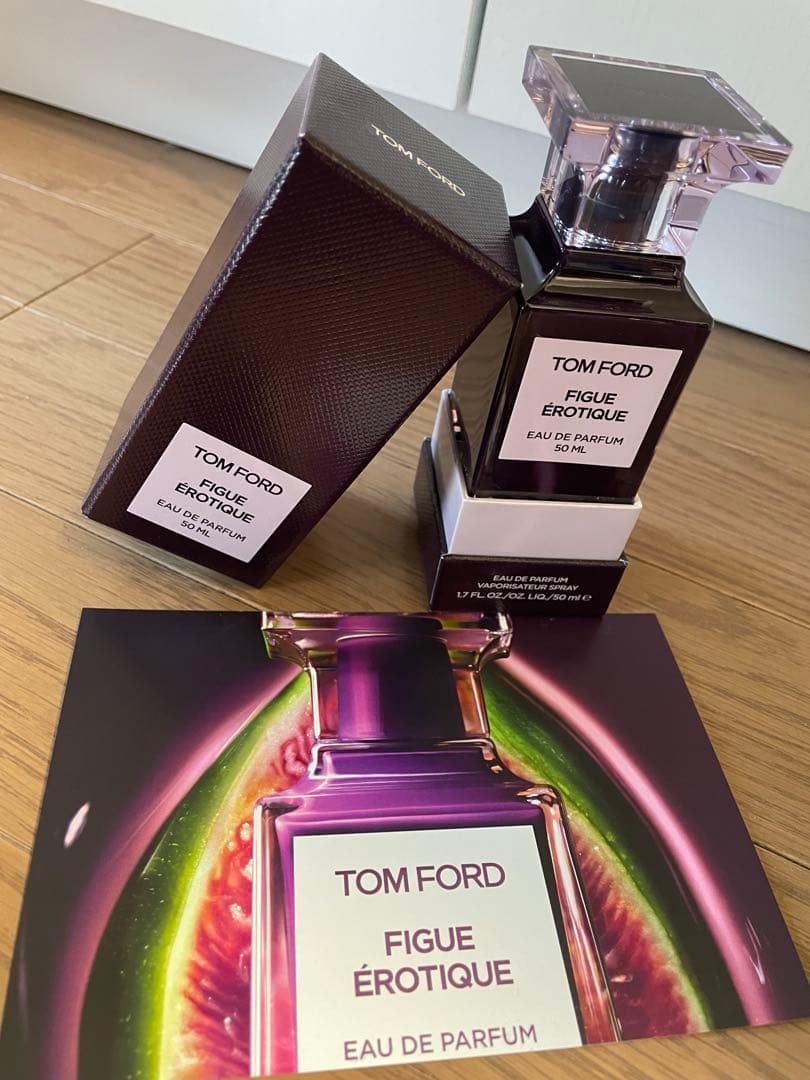 TOM FORD
TOM FORD
FIGUE
ÉROTIQUE
EAU DE PARFUM
50 ML
TOM FORD
FIGUE
ÉROTIQUE
EAU DE PARFUM
50 ML
EAU DE PARFUM
VAPORISATEUR SPRAY
1.7 FL. OZ./OZ. LIQ./50 ml ℮
TOM FORD
FIGUE
ÉROTIQUE
EAU DE PARFUM